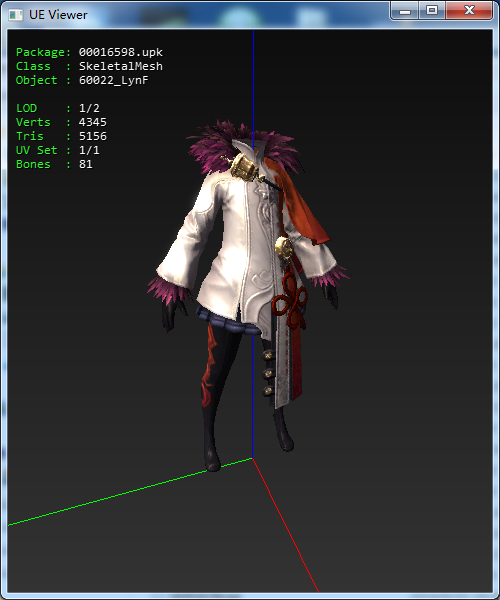 UE Viewer
Package: 00016598.upk
Class : SkeletalMesh
Object : 60022_LynF
LOD : 1/2
Verts : 4345
Tris : 5156
UV Set : 1/1
Bones : 81